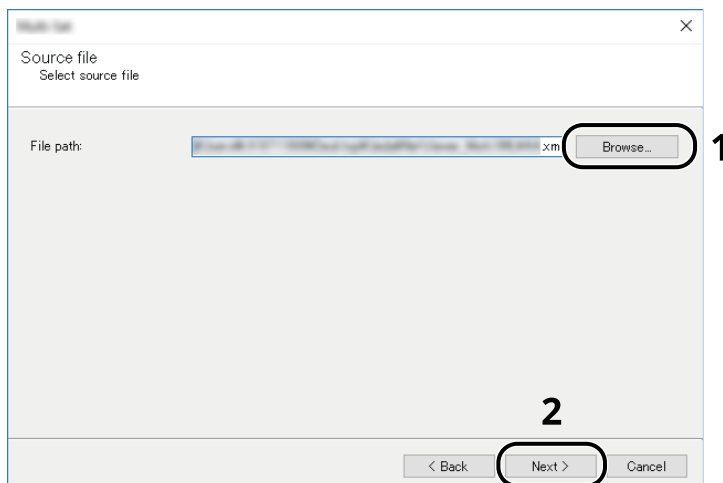 Source file
Select source file
File path:
.xm
Browse...
1
2
< Back
Next >
Cancel